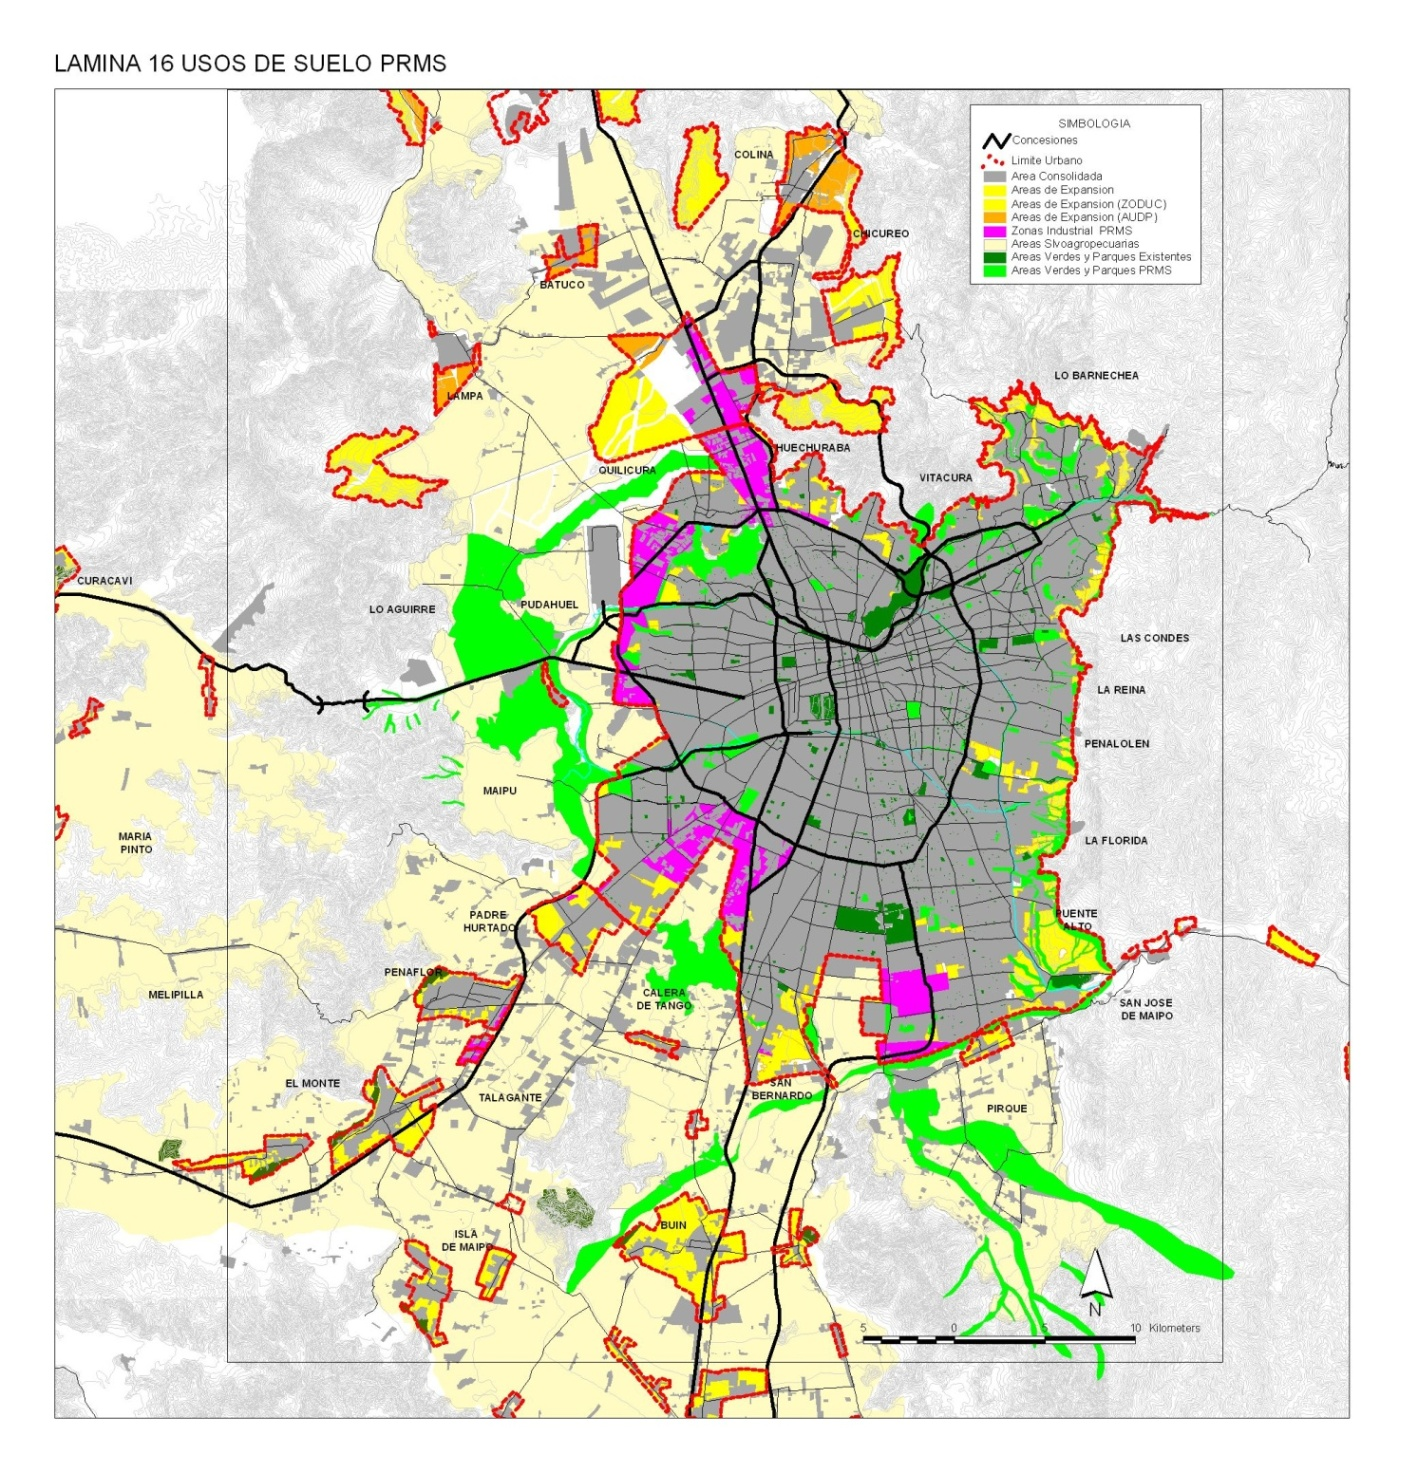 LAMINA 16 USOS DE SUELO PRMS
SIMBOLOGIA
Concesiones
Limite Urbano
Area Consolidada
Areas de Expansion
Areas de Expansion (ZODUC)
Areas de Expansion (AUDP)
Zonas Industrial PRMS
Areas Slvoagropecuarias
Areas Verdes y Parques Existentes
Areas Verdes y Parques PRMS
COLINA
CHICUREO
BATUCO
LO BARNECHEA
LAMPA
HUECHURABA
QUILICURA
VITACURA
CURACAVI
LO AGUIRRE
PUDAHUEL
LAS CONDES
LA REINA
PENALOLEN
MAIPU
MARIA
PINTO
LA FLORIDA
PADRE
HURTADO
PUENTE
ALTO
PENAFLOR
MELIPILLA
CALERA
DE TANGO
SAN JOSE
DE MAIPO
EL MONTE
TALAGANTE
SAN
BERNARDO
PIRQUE
BUIN
ISLA
DE MAIPO
N
5 0 5 10 Kilometers